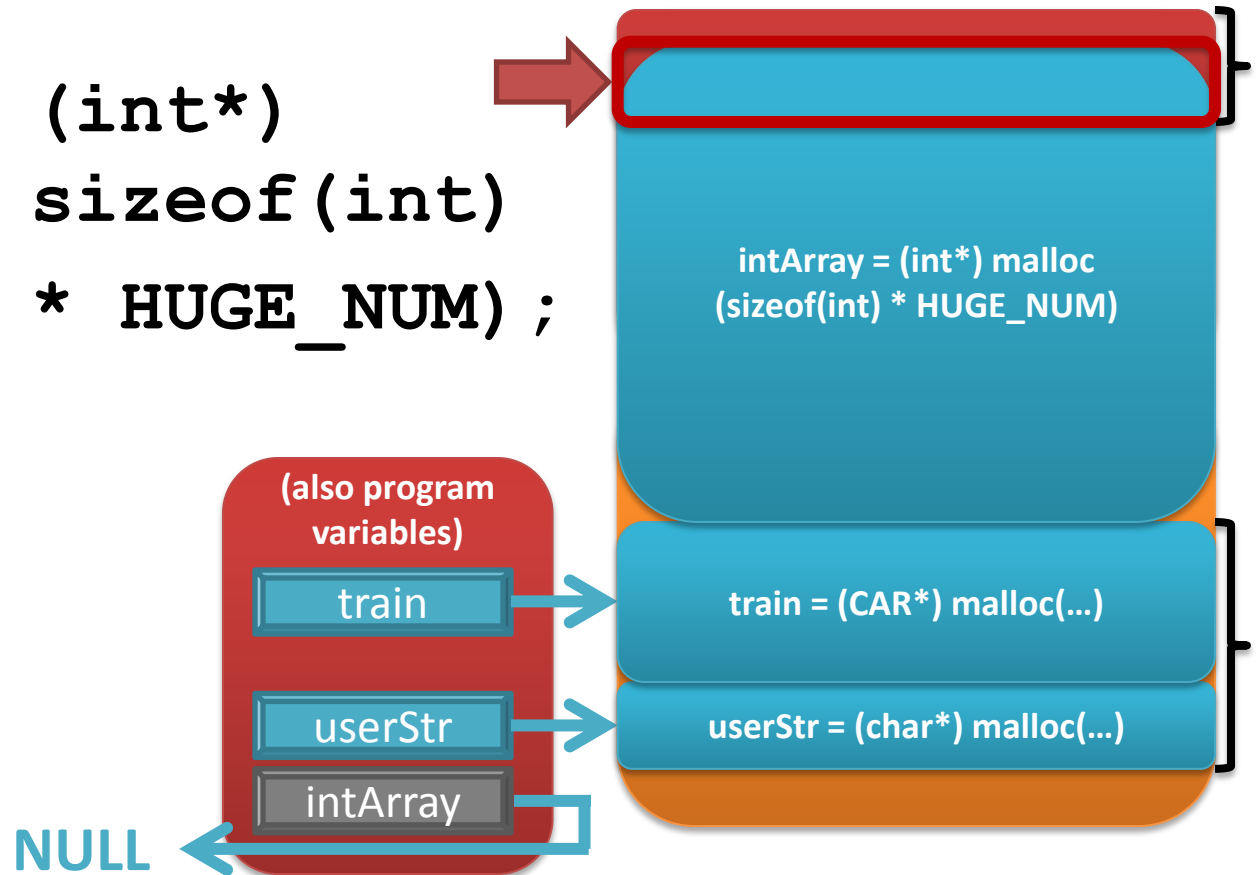 (int*)
sizeof(int)
* HUGE_NUM);
intArray = (int*) malloc
(sizeof(int) * HUGE_NUM)
(also program
variables)
train
train = (CAR*) malloc(…)
userStr
userStr = (char*) malloc(…)
intArray
NULL